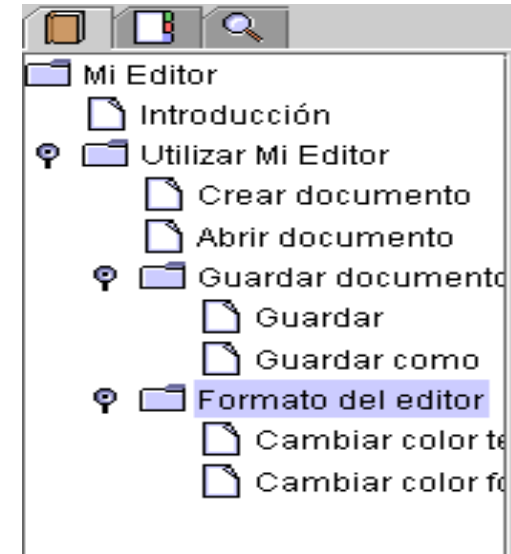 Mi Editor
Introducción
Utilizar Mi Editor
Crear documento
Abrir documento
Guardar documento
Guardar
Guardar como
Formato del editor
Cambiar color
Cambiar color